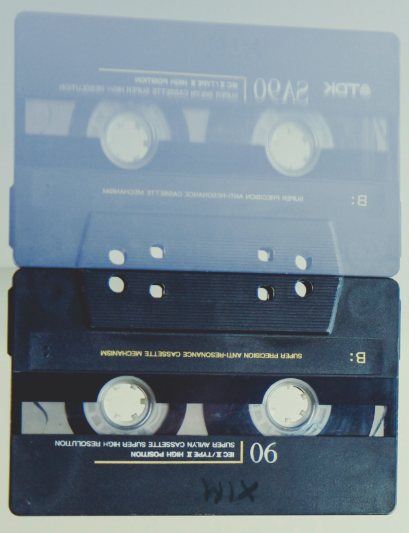 TDK SA90
IEC II/TYPE II HIGH POSITION
SUPER AVILYN CASSETTE SUPER HIGH RESOLUTION
SUPER PRECISION ANTI-RESONANCE CASSETTE MECHANISM
B:
B:
SUPER PRECISION ANTI-RESONANCE CASSETTE MECHANISM
SUPER AVILYN CASSETTE SUPER HIGH RESOLUTION
IEC II/TYPE II HIGH POSITION
90
MIX